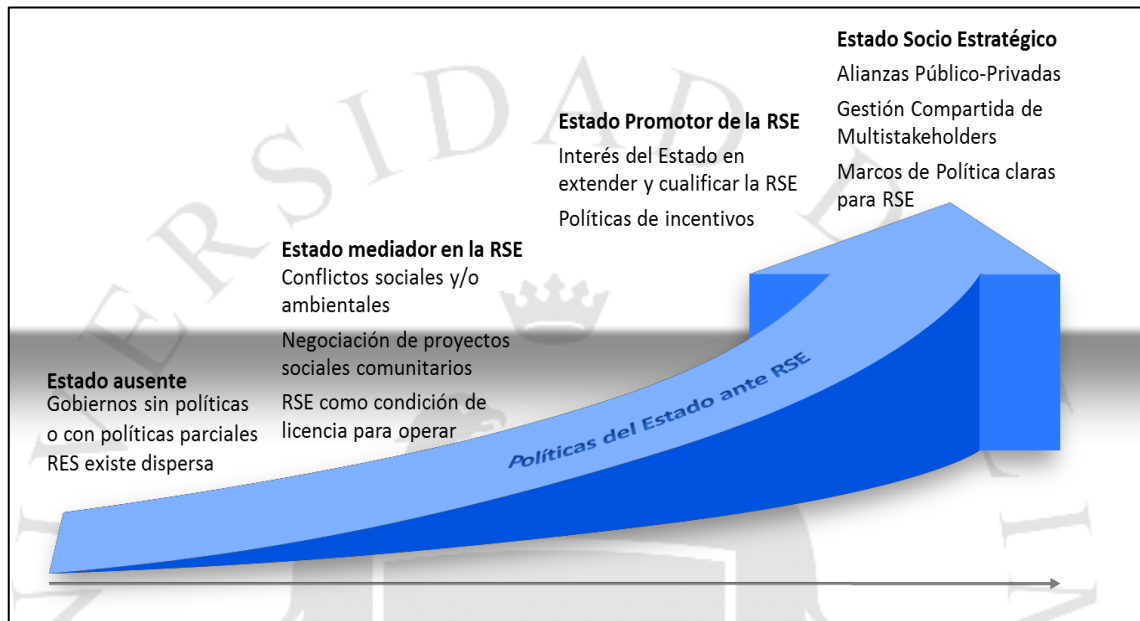 Estado Socio Estratégico
Alianzas Público-Privadas
Gestión Compartida de
Multistakeholders
Marcos de Política claras
para RSE
Estado Promotor de la RSE
Interés del Estado en
extender y cualificar la RSE
Políticas de incentivos
Estado mediador en la RSE
Conflictos sociales y/o
ambientales
Negociación de proyectos
sociales comunitarios
RSE como condición de
licencia para operar
Estado ausente
Gobiernos sin políticas
o con políticas parciales
RES existe dispersa
Políticas del Estado ante RSE
VERSIDAD D